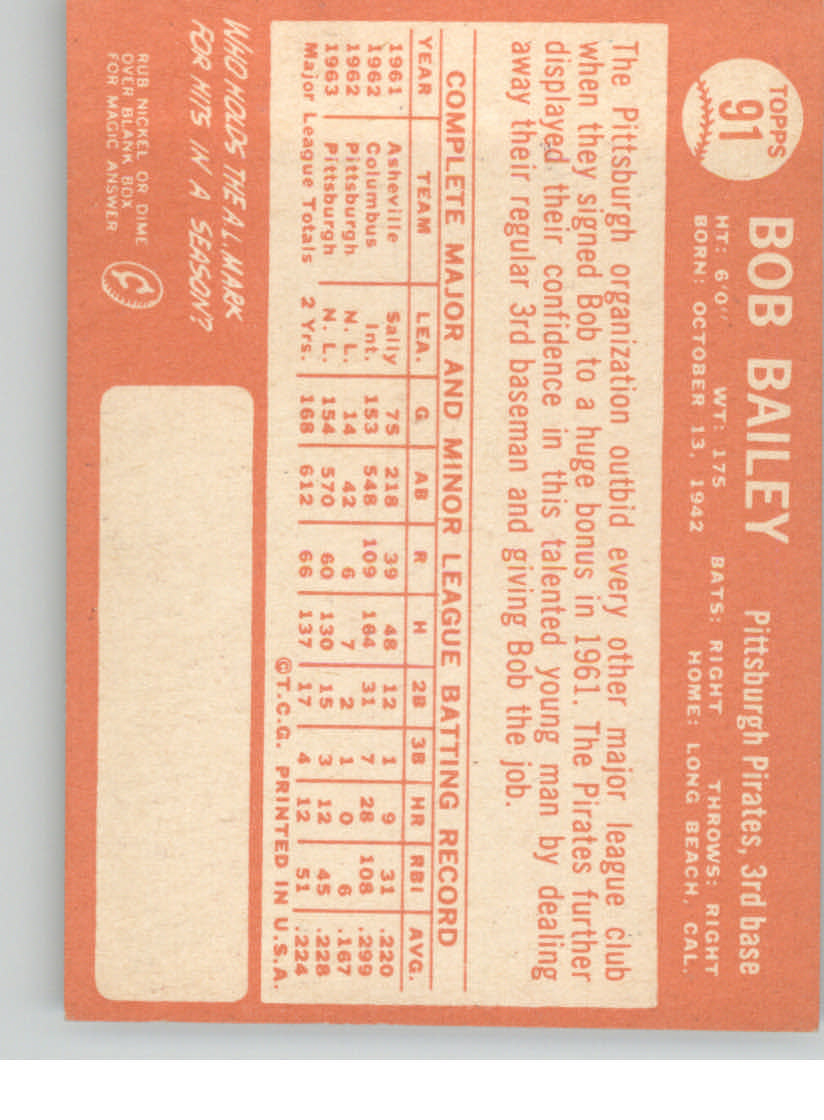 TOPPS
91
BOB BAILEY Pittsburgh Pirates, 3rd base
HT: 6'0" WT: 175 BATS: RIGHT THROWS: RIGHT
BORN: OCTOBER 13, 1942 HOME: LONG BEACH, CAL.
The Pittsburgh organization outbid every other major league club
when they signed Bob to a huge bonus in 1961. The Pirates further
displayed their confidence in this talented young man by dealing
away their regular 3rd baseman and giving Bob the job.
COMPLETE MAJOR AND MINOR LEAGUE BATTING RECORD
YEAR TEAM LEA. G AB R H 2B 3B HR RBI AVG.
1961 Asheville Sally 75 218 39 48 12 1 9 31 .220
1962 Columbus Int. 153 548 109 164 31 7 28 108 .299
1962 Pittsburgh N. L. 14 42 6 7 2 1 0 6 .167
1963 Pittsburgh N. L. 154 570 60 130 15 3 12 45 .228
Major League Totals 2 Yrs. 168 612 66 137 17 4 12 51 .224
©T.C.G. PRINTED IN U.S.A.
WHO HOLDS THE A.L. MARK
FOR HITS IN A SEASON?
RUB NICKEL OR DIME
OVER BLANK BOX
FOR MAGIC ANSWER